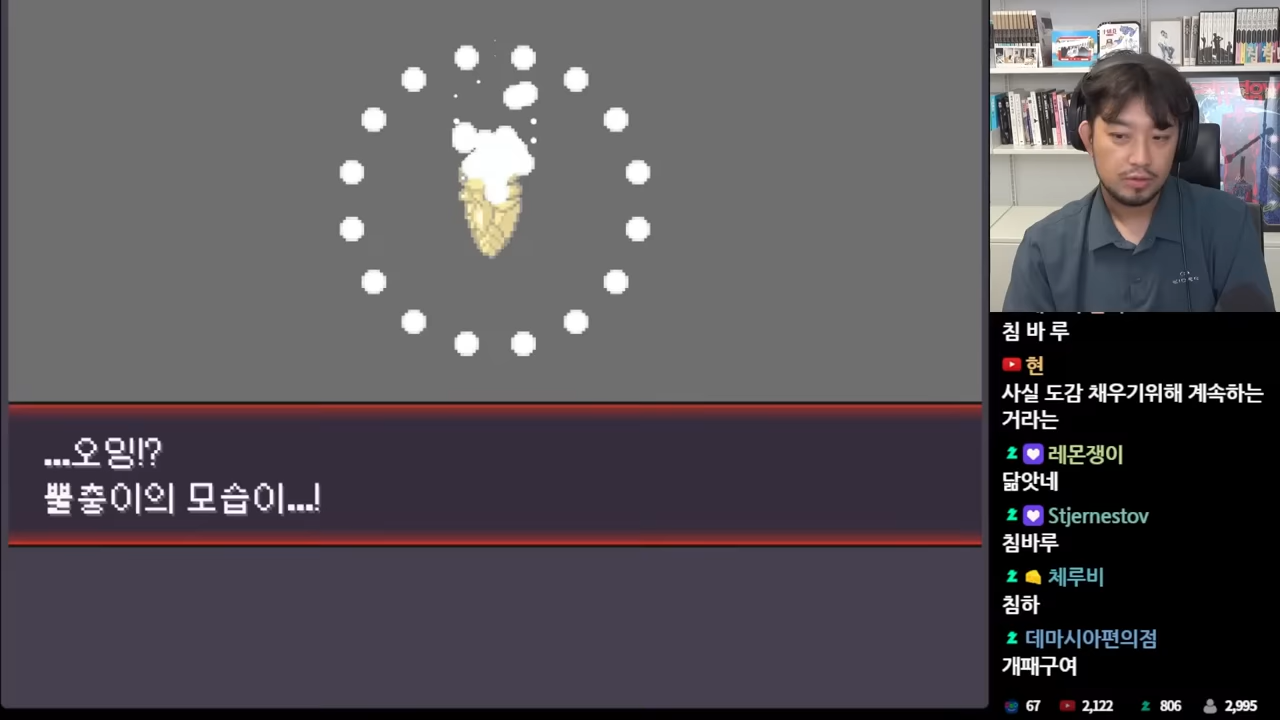 ...오잉!?
뿔충이의 모습이...!
침 바 루
현
사실 도감 채우기위해 계속하는
거라는
레몬쟁이
닮앗네
Stjernestov
침바루
체루비
침하
데마시아편의점
개패구여
67 2,122 806 2,995